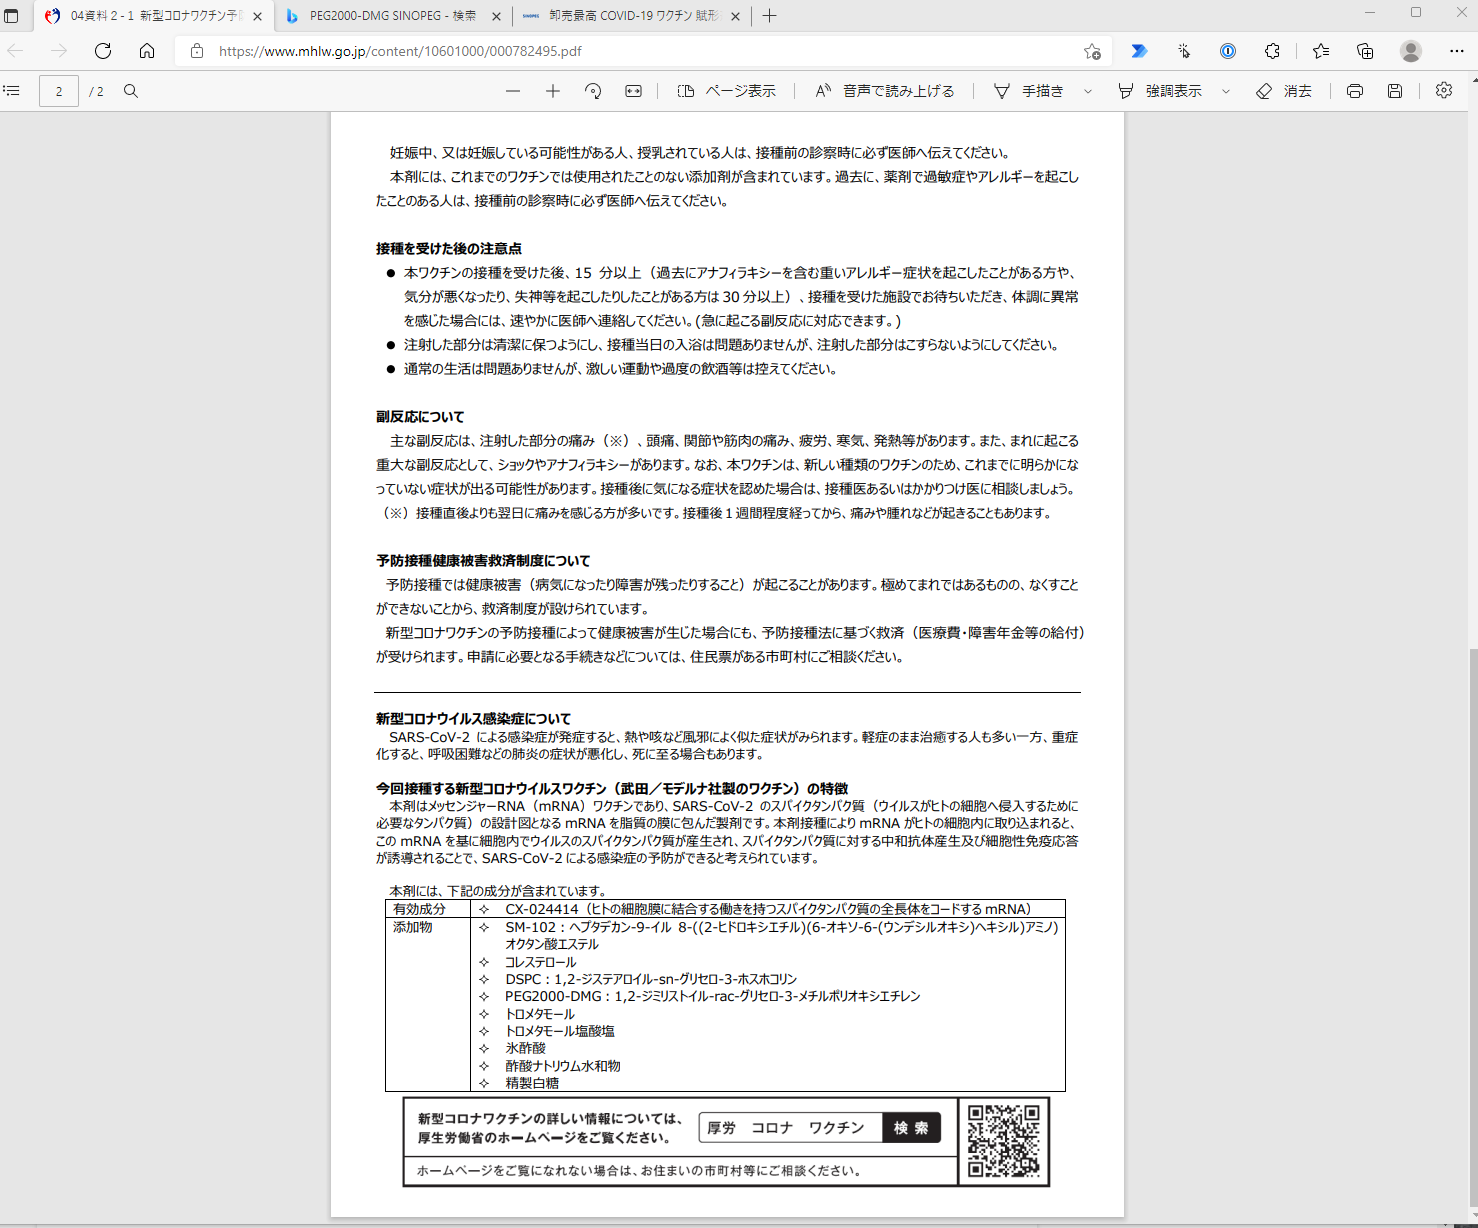 04資料２-１ 新型コロナワクチン予
PEG2000-DMG SINOPEG - 検索
SINOPEG 卸売最高 COVID-19 ワクチン 賦形
https://www.mhlw.go.jp/content/10601000/000782495.pdf
2 / 2 ページ表示 音声で読み上げる 手描き 強調表示 消去
妊娠中、又は妊娠している可能性がある人、授乳されている人は、接種前の診察時に必ず医師へ伝えてください。
本剤には、これまでのワクチンでは使用されたことのない添加剤が含まれています。過去に、薬剤で過敏症やアレルギーを起こし
たことのある人は、接種前の診察時に必ず医師へ伝えてください。
接種を受けた後の注意点
● 本ワクチンの接種を受けた後、15 分以上（過去にアナフィラキシーを含む重いアレルギー症状を起こしたことがある方や、
気分が悪くなったり、失神等を起こしたりしたことがある方は 30 分以上）、接種を受けた施設でお待ちいただき、体調に異常
を感じた場合には、速やかに医師へ連絡してください。(急に起こる副反応に対応できます。)
● 注射した部分は清潔に保つようにし、接種当日の入浴は問題ありませんが、注射した部分はこすらないようにしてください。
● 通常の生活は問題ありませんが、激しい運動や過度の飲酒等は控えてください。
副反応について
主な副反応は、注射した部分の痛み（※）、頭痛、関節や筋肉の痛み、疲労、寒気、発熱等があります。また、まれに起こる
重大な副反応として、ショックやアナフィラキシーがあります。なお、本ワクチンは、新しい種類のワクチンのため、これまでに明らかにな
っていない症状が出る可能性があります。接種後に気になる症状を認めた場合は、接種医あるいはかかりつけ医に相談しましょう。
（※）接種直後よりも翌日に痛みを感じる方が多いです。接種後１週間程度経ってから、痛みや腫れなどが起きることもあります。
予防接種健康被害救済制度について
予防接種では健康被害（病気になったり障害が残ったりすること）が起こることがあります。極めてまれではあるものの、なくすこと
ができないことから、救済制度が設けられています。
新型コロナワクチンの予防接種によって健康被害が生じた場合にも、予防接種法に基づく救済（医療費・障害年金等の給付）
が受けられます。申請に必要となる手続きなどについては、住民票がある市町村にご相談ください。
新型コロナウイルス感染症について
SARS-CoV-2 による感染症が発症すると、熱や咳など風邪によく似た症状がみられます。軽症のまま治癒する人も多い一方、重症
化すると、呼吸困難などの肺炎の症状が悪化し、死に至る場合もあります。
今回接種する新型コロナウイルスワクチン（武田／モデルナ社製のワクチン）の特徴
本剤はメッセンジャーRNA（mRNA）ワクチンであり、SARS-CoV-2 のスパイクタンパク質（ウイルスがヒトの細胞へ侵入するために
必要なタンパク質）の設計図となる mRNA を脂質の膜に包んだ製剤です。本剤接種により mRNA がヒトの細胞内に取り込まれると、
この mRNA を基に細胞内でウイルスのスパイクタンパク質が産生され、スパイクタンパク質に対する中和抗体産生及び細胞性免疫応答
が誘導されることで、SARS-CoV-2 による感染症の予防ができると考えられています。
本剤には、下記の成分が含まれています。
有効成分 ✧ CX-024414（ヒトの細胞膜に結合する働きを持つスパイクタンパク質の全長体をコードする mRNA）
添加物 ✧ SM-102：ヘプタデカン-9-イル 8-((2-ヒドロキシエチル)(6-オキソ-6-(ウンデシルオキシ)ヘキシル)アミノ)
オクタン酸エステル
✧ コレステロール
✧ DSPC：1,2-ジステアロイル-sn-グリセロ-3-ホスホコリン
✧ PEG2000-DMG：1,2-ジミリストイル-rac-グリセロ-3-メチルポリオキシエチレン
✧ トロメタモール
✧ トロメタモール塩酸塩
✧ 氷酢酸
✧ 酢酸ナトリウム水和物
✧ 精製白糖
新型コロナワクチンの詳しい情報については、
厚生労働省のホームページをご覧ください。
厚労 コロナ ワクチン 検索
ホームページをご覧になれない場合は、お住まいの市町村等にご相談ください。